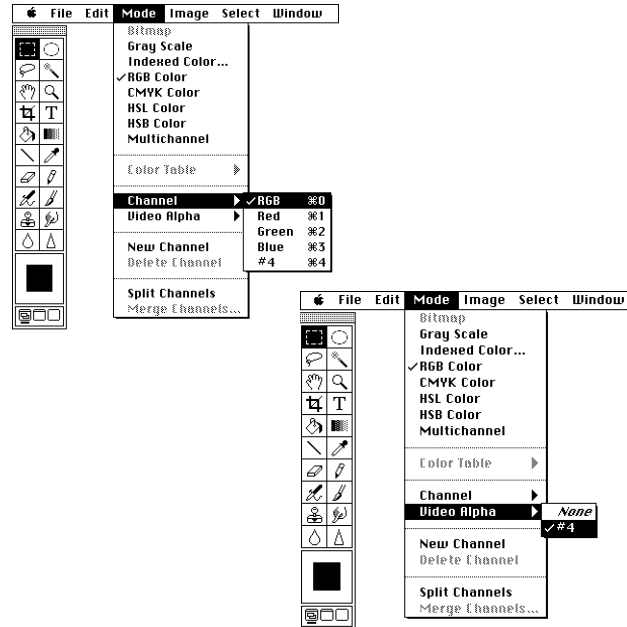 File Edit Mode Image Select Window
Bitmap
Gray Scale
Indexed Color...
RGB Color
CMYK Color
HSL Color
HSB Color
Multichannel
Color Table
Channel
Video Alpha
New Channel
Delete Channel
Split Channels
Merge Channels...
RGB ⌘0
Red ⌘1
Green ⌘2
Blue ⌘3
#4 ⌘4
T
File Edit Mode Image Select Window
Bitmap
Gray Scale
Indexed Color...
RGB Color
CMYK Color
HSL Color
HSB Color
Multichannel
Color Table
Channel
Video Alpha
New Channel
Delete Channel
Split Channels
Merge Channels...
None
#4
T